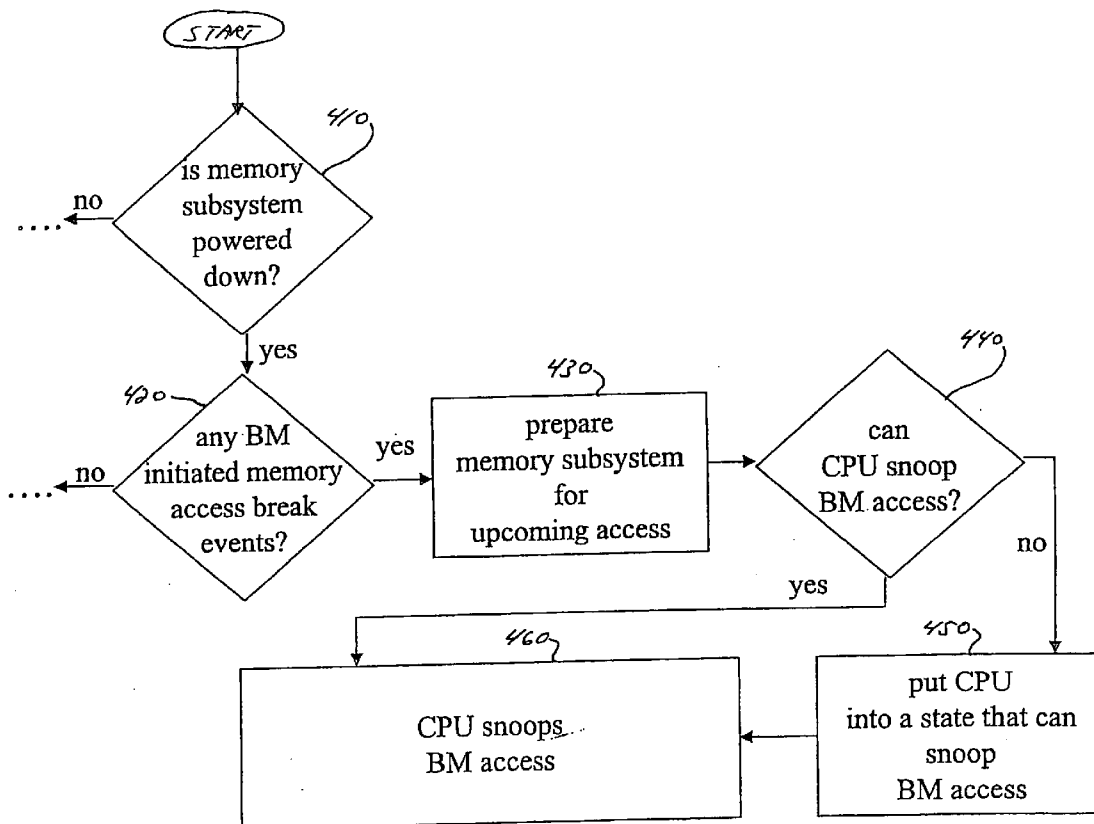 START
410
is memory
subsystem
powered
down?
no
....
yes
420
any BM
initiated memory
access break
events?
no
....
yes
430
prepare
memory subsystem
for
upcoming access
440
can
CPU snoop
BM access?
no
yes
450
put CPU
into a state that can
snoop
BM access
460
CPU snoops
BM access